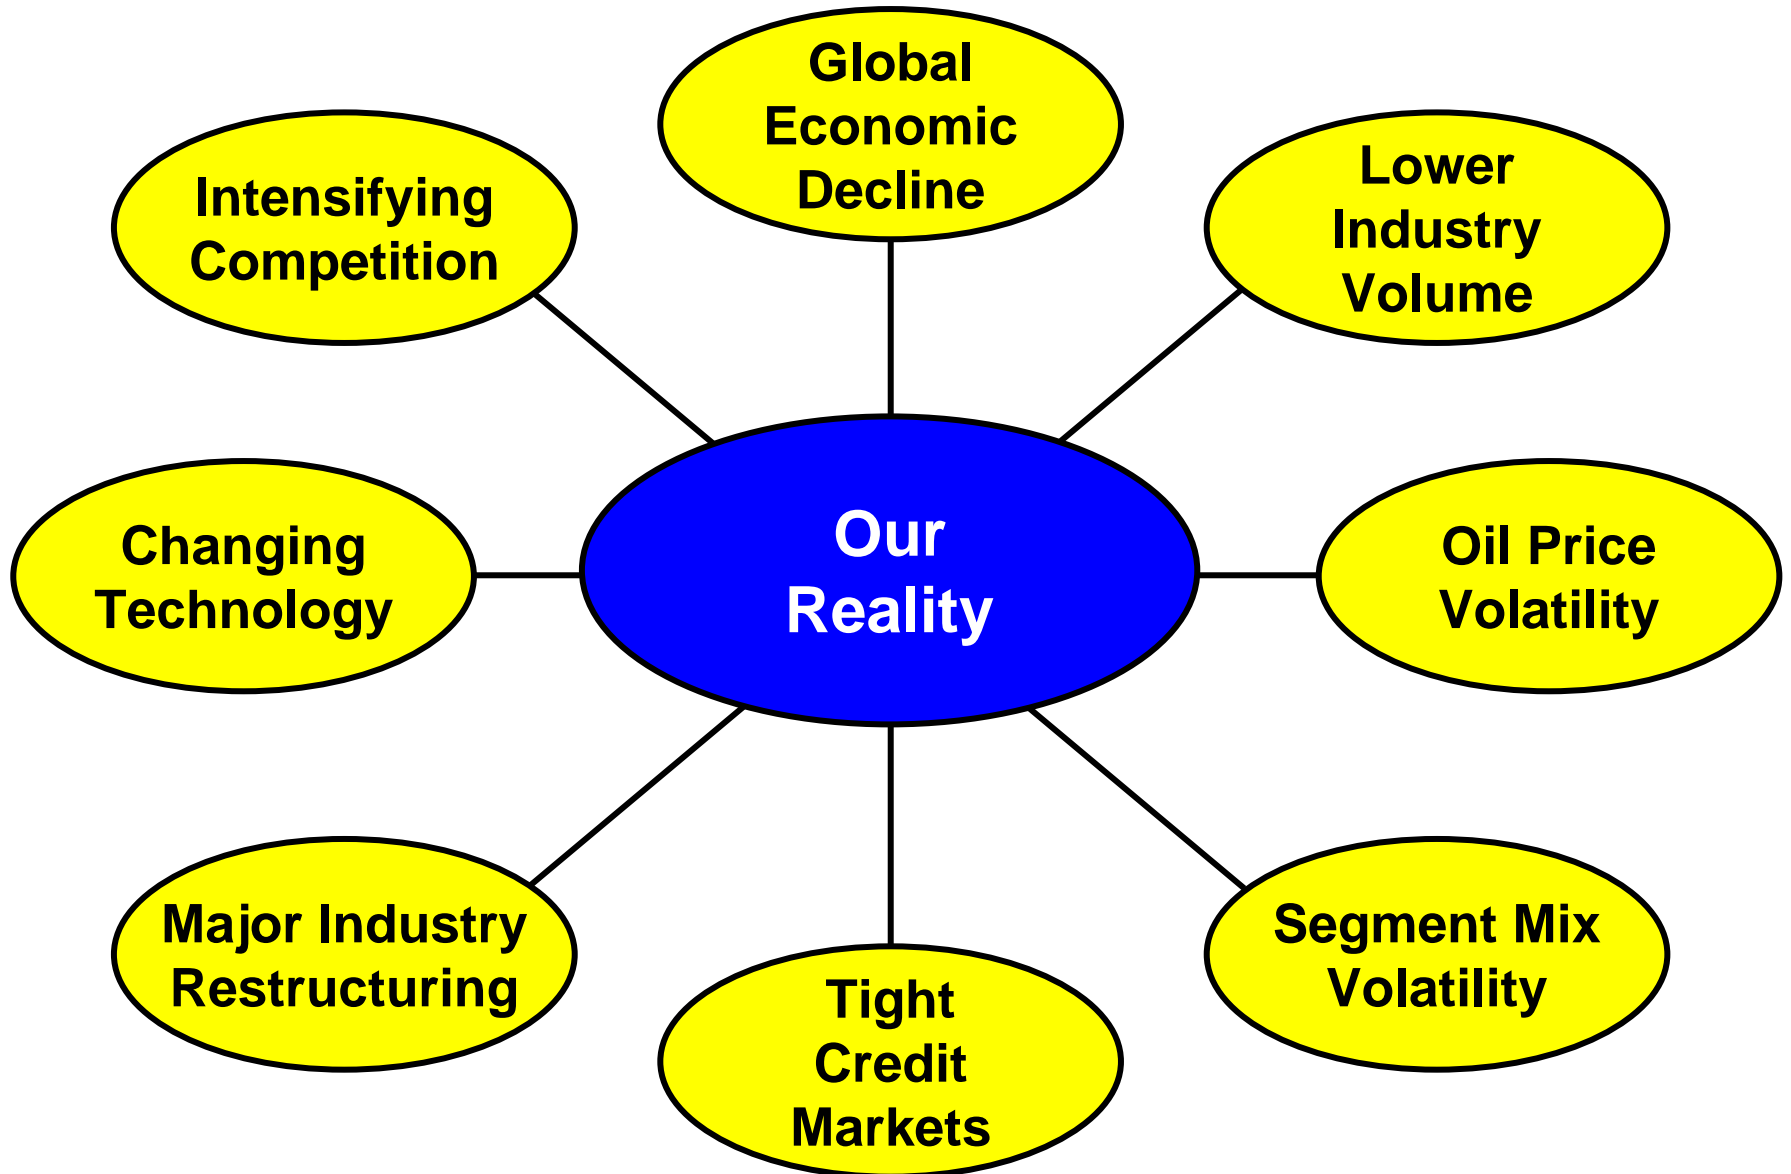 Global
Economic
Decline
Lower
Industry
Volume
Intensifying
Competition
Our
Reality
Changing
Technology
Oil Price
Volatility
Major Industry
Restructuring
Segment Mix
Volatility
Tight
Credit
Markets